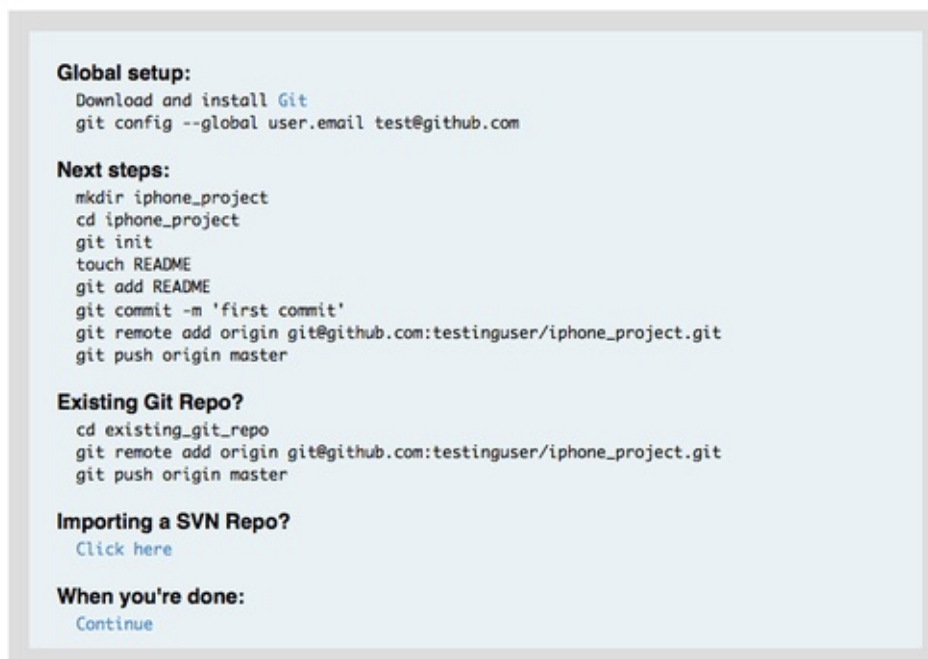 Global setup:
Download and install Git
git config --global user.email test@github.com
Next steps:
mkdir iphone_project
cd iphone_project
git init
touch README
git add README
git commit -m 'first commit'
git remote add origin git@github.com:testinguser/iphone_project.git
git push origin master
Existing Git Repo?
cd existing_git_repo
git remote add origin git@github.com:testinguser/iphone_project.git
git push origin master
Importing a SVN Repo?
Click here
When you're done:
Continue